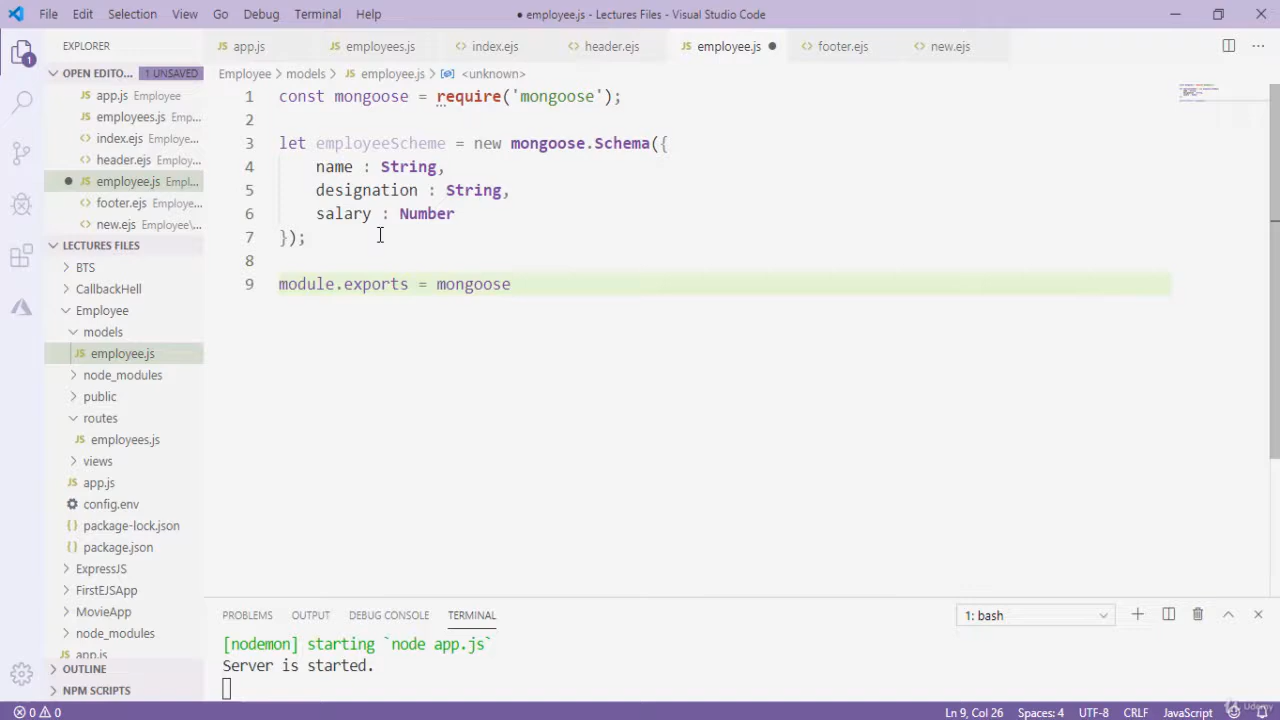 File Edit Selection View Go Debug Terminal Help
● employee.js - Lectures Files - Visual Studio Code
EXPLORER
OPEN EDITO... 1 UNSAVED
app.js Employee
employees.js Emp...
index.ejs Employe...
header.ejs Employ...
employee.js Empl...
footer.ejs Employ...
new.ejs Employee\...
LECTURES FILES
BTS
CallbackHell
Employee
models
employee.js
node_modules
public
routes
employees.js
views
app.js
config.env
package-lock.json
package.json
ExpressJS
FirstEJSApp
MovieApp
node_modules
app.js
OUTLINE
NPM SCRIPTS
app.js employees.js index.ejs header.ejs employee.js footer.ejs new.ejs
Employee > models > employee.js > <unknown>
1 const mongoose = require('mongoose');
2
3 let employeeScheme = new mongoose.Schema({
4 name : String,
5 designation : String,
6 salary : Number
7 });
8
9 module.exports = mongoose
PROBLEMS OUTPUT DEBUG CONSOLE TERMINAL
1: bash
[nodemon] starting `node app.js`
Server is started.
0 0
Ln 9, Col 26 Spaces: 4 UTF-8 CRLF JavaScript
Udemy